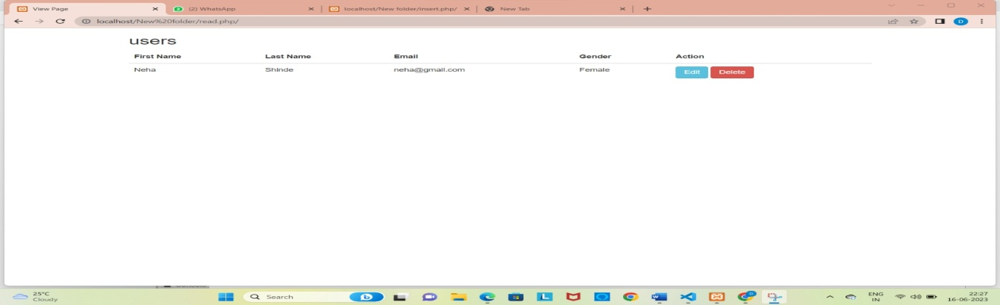 View Page
(2) WhatsApp
localhost/New folder/insert.php/
New Tab
localhost/New%20folder/read.php/
D
users
First Name Last Name Email Gender Action
Neha Shinde neha@gmail.com Female Edit Delete
25°C
Cloudy
Search
ENG
IN
22:27
16-06-2023